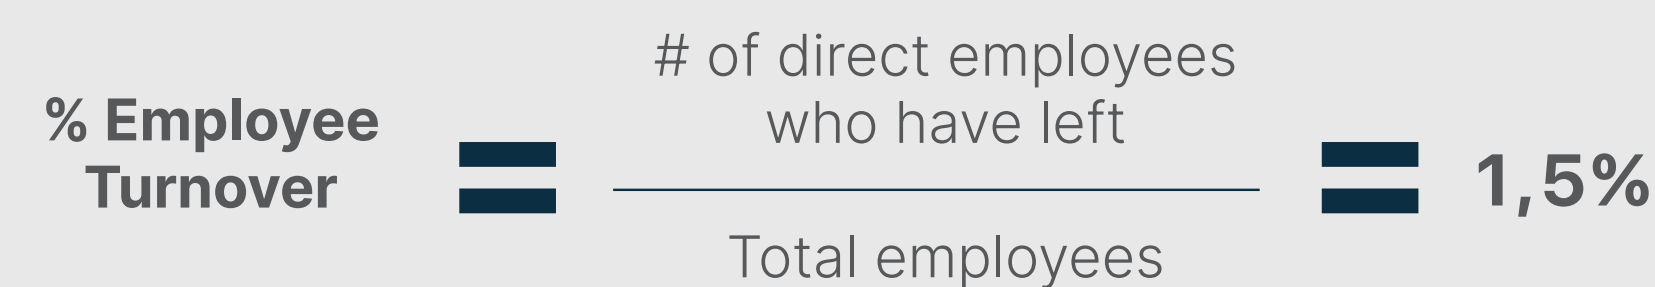 % Employee
Turnover
=
# of direct employees
who have left
Total employees
=
1,5%